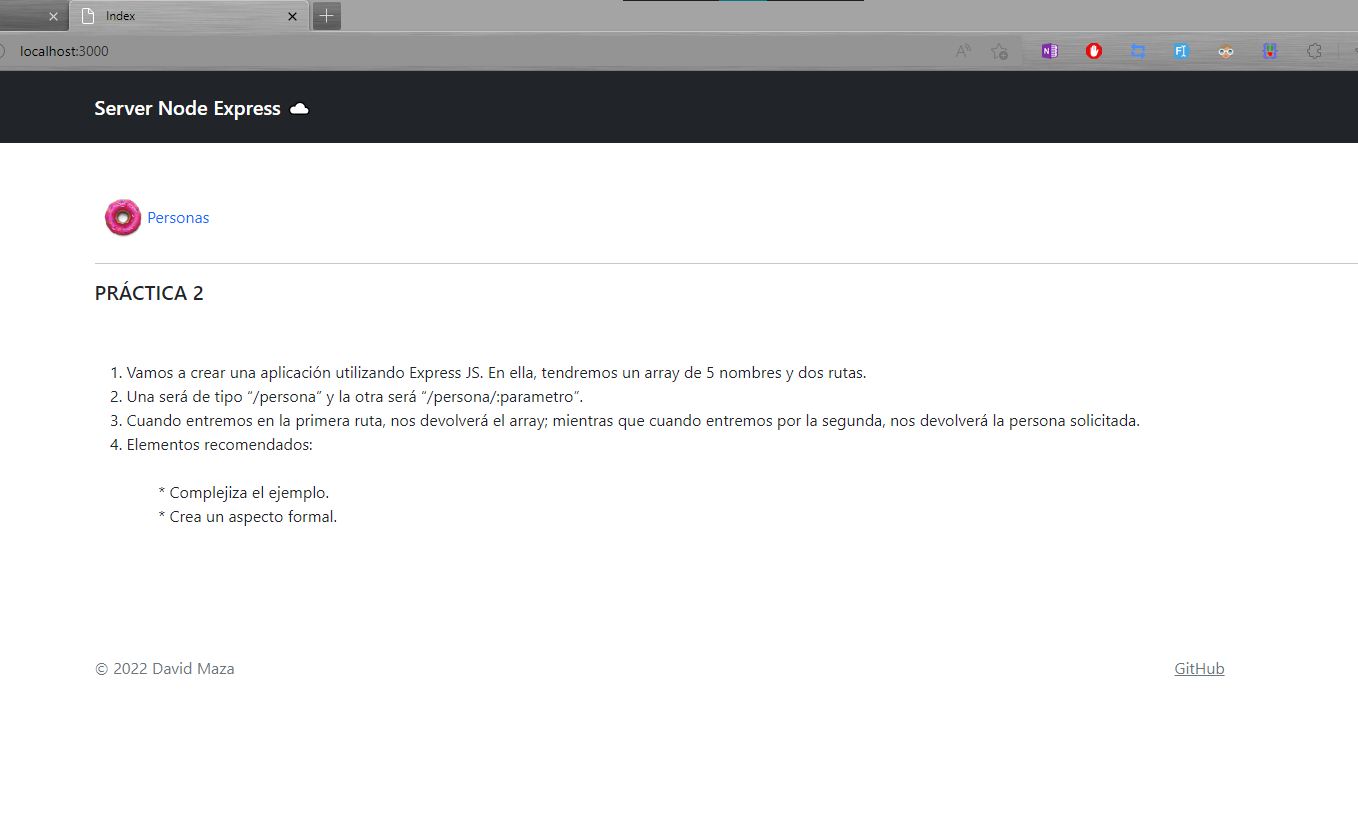 Index
localhost:3000
Server Node Express
Personas
PRÁCTICA 2
1. Vamos a crear una aplicación utilizando Express JS. En ella, tendremos un array de 5 nombres y dos rutas.
2. Una será de tipo “/persona” y la otra será “/persona/:parametro”.
3. Cuando entremos en la primera ruta, nos devolverá el array; mientras que cuando entremos por la segunda, nos devolverá la persona solicitada.
4. Elementos recomendados:
* Complejiza el ejemplo.
* Crea un aspecto formal.
© 2022 David Maza
GitHub